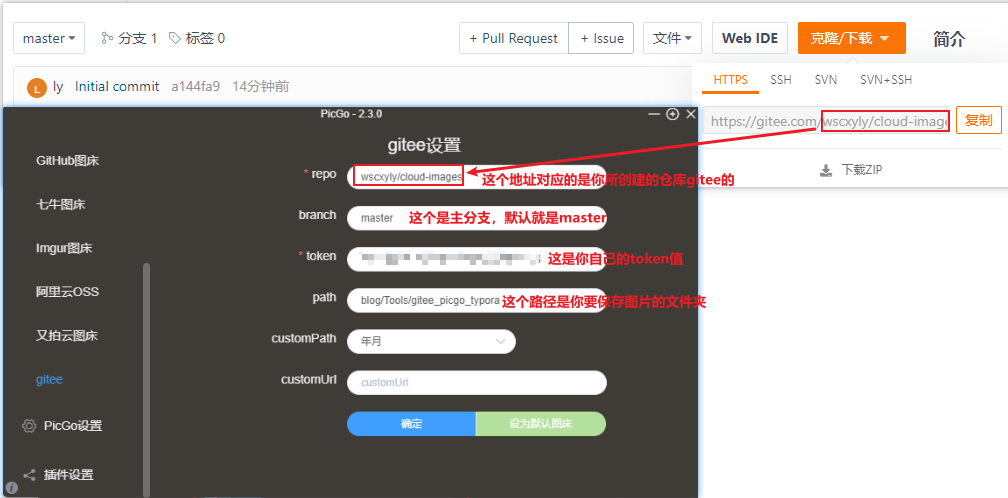 master 分支 1 标签 0 + Pull Request + Issue 文件 Web IDE 克隆/下载 简介
L ly Initial commit a144fa9 14分钟前
HTTPS SSH SVN SVN+SSH
https://gitee.com/wscxyly/cloud-image 复制
下载ZIP
PicGo - 2.3.0
gitee设置
GitHub图床
七牛图床
Imgur图床
阿里云OSS
又拍云图床
gitee
PicGo设置
插件设置
* repo wscxyly/cloud-images 这个地址对应的是你所创建的仓库gitee的
branch master 这个是主分支，默认就是master
* token 这是你自己的token值
path blog/Tools/gitee_picgo_typora 这个路径是你要保存图片的文件夹
customPath 年月
customUrl customUrl
确定 设为默认图床